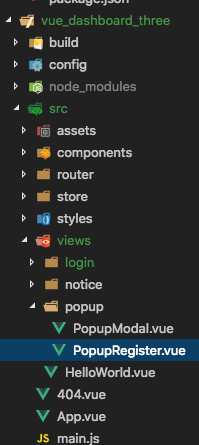 package.json
vue_dashboard_three
build
config
node_modules
src
assets
components
router
store
styles
views
login
notice
popup
PopupModal.vue
PopupRegister.vue
HelloWorld.vue
404.vue
App.vue
JS main.js